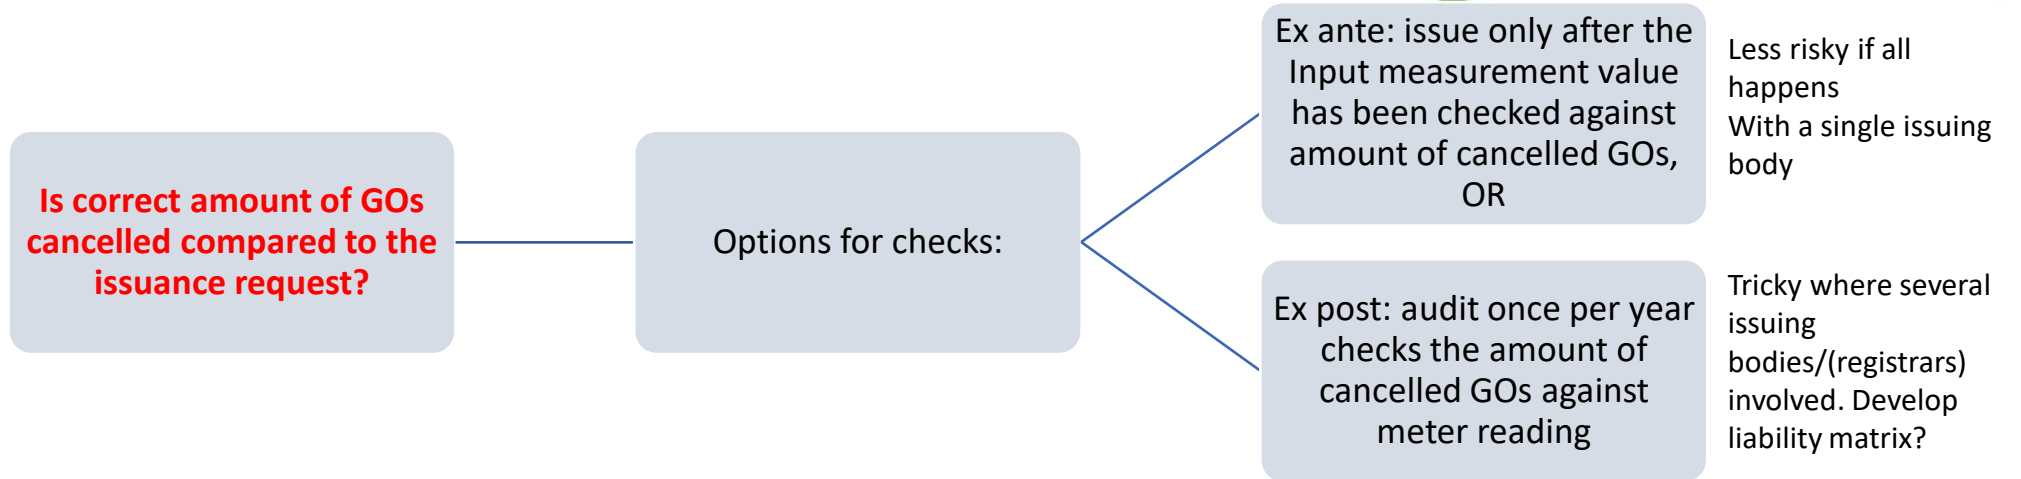 Is correct amount of GOs
cancelled compared to the
issuance request?
Options for checks:
Ex ante: issue only after the
Input measurement value
has been checked against
amount of cancelled GOs,
OR
Less risky if all
happens
With a single issuing
body
Ex post: audit once per year
checks the amount of
cancelled GOs against
meter reading
Tricky where several
issuing
bodies/(registrars)
involved. Develop
liability matrix?